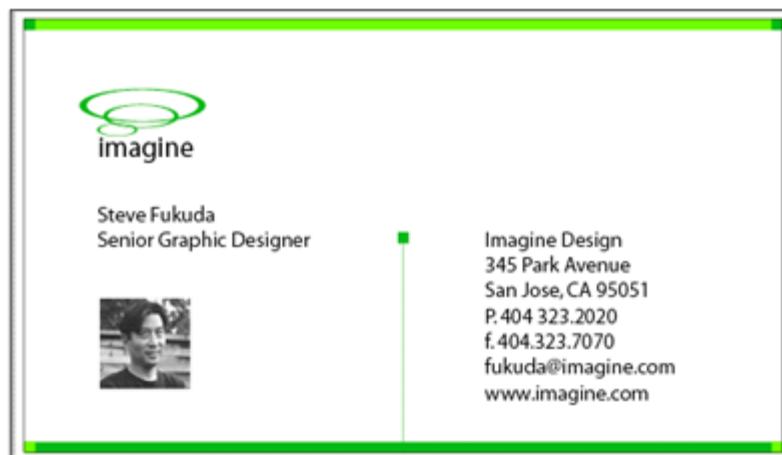 imagine
Steve Fukuda
Senior Graphic Designer
Imagine Design
345 Park Avenue
San Jose, CA 95051
P. 404 323.2020
f. 404.323.7070
fukuda@imagine.com
www.imagine.com